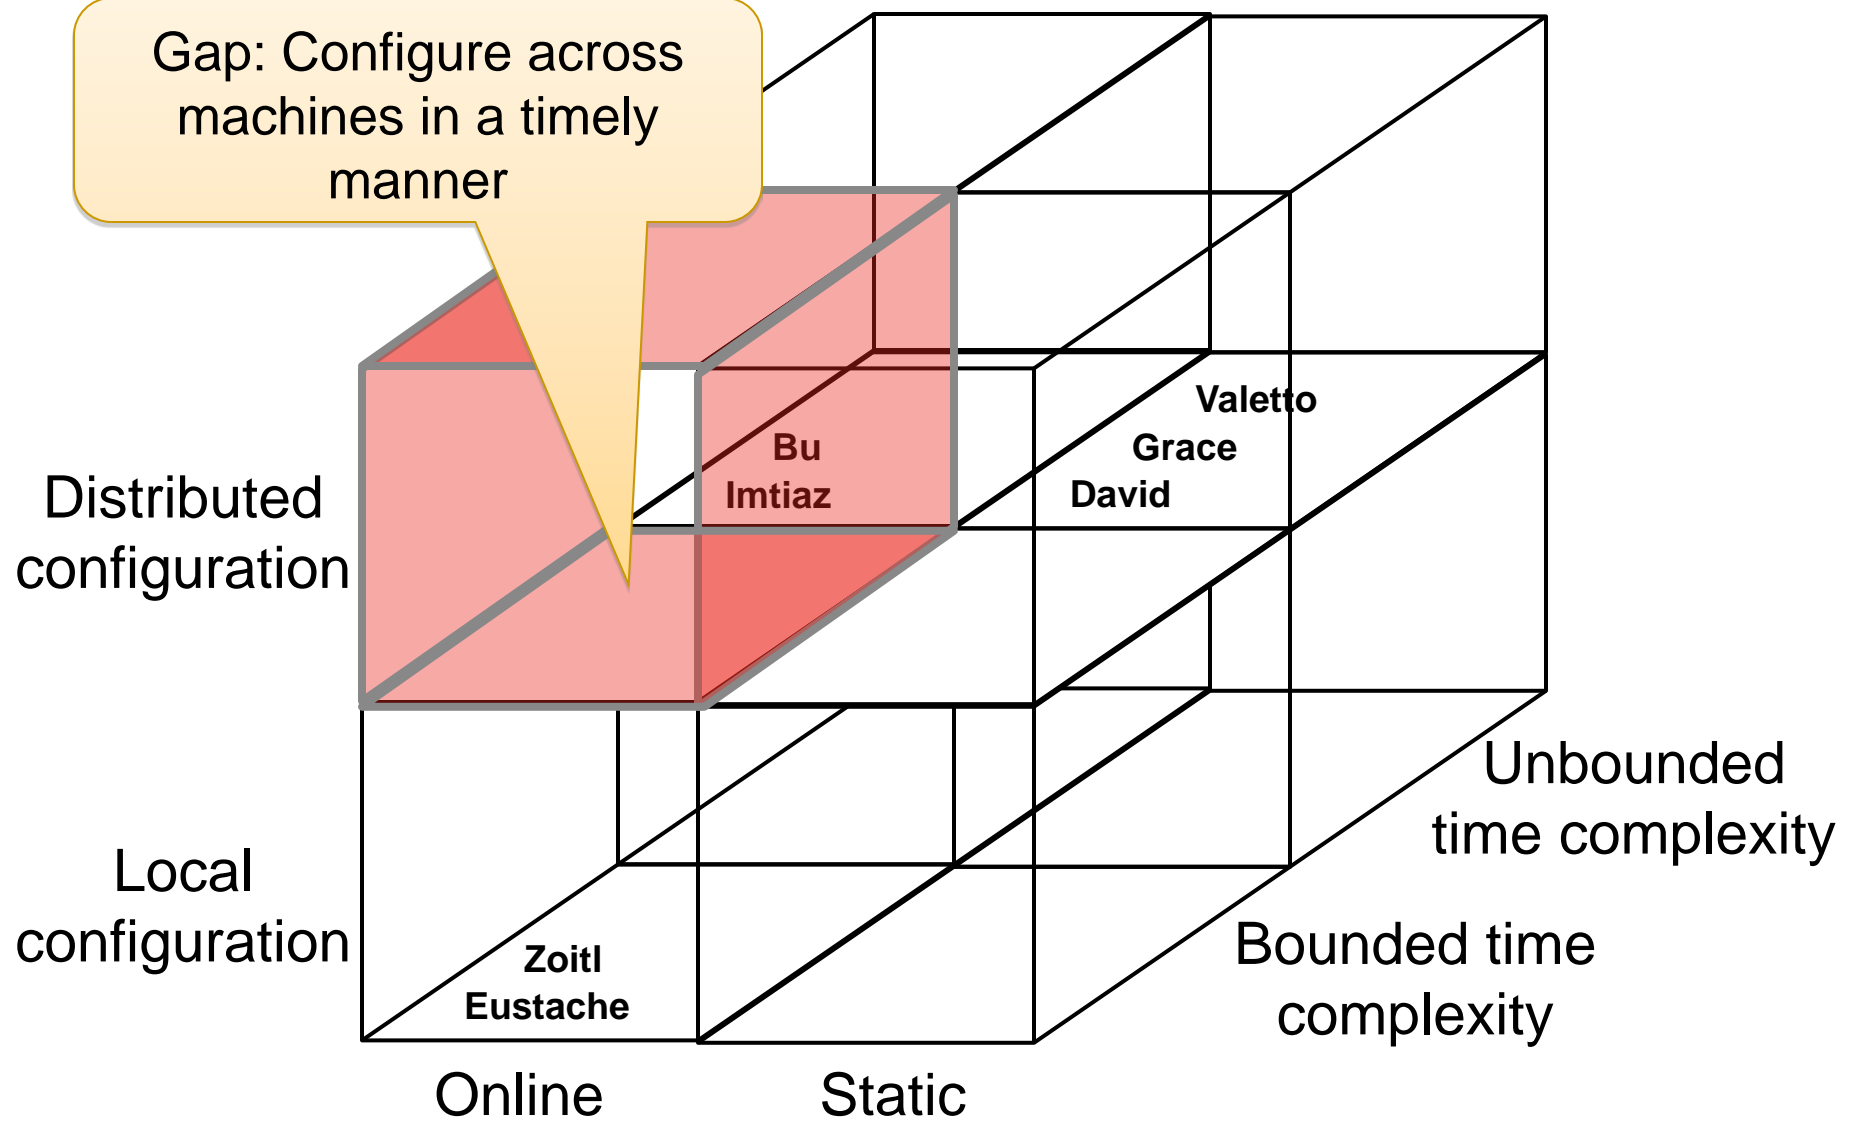 Gap: Configure across
machines in a timely
manner
Valetto
Bu
Grace
Imtiaz
David
Distributed
configuration
Unbounded
time complexity
Local
configuration
Bounded time
complexity
Zoitl
Eustache
Online
Static